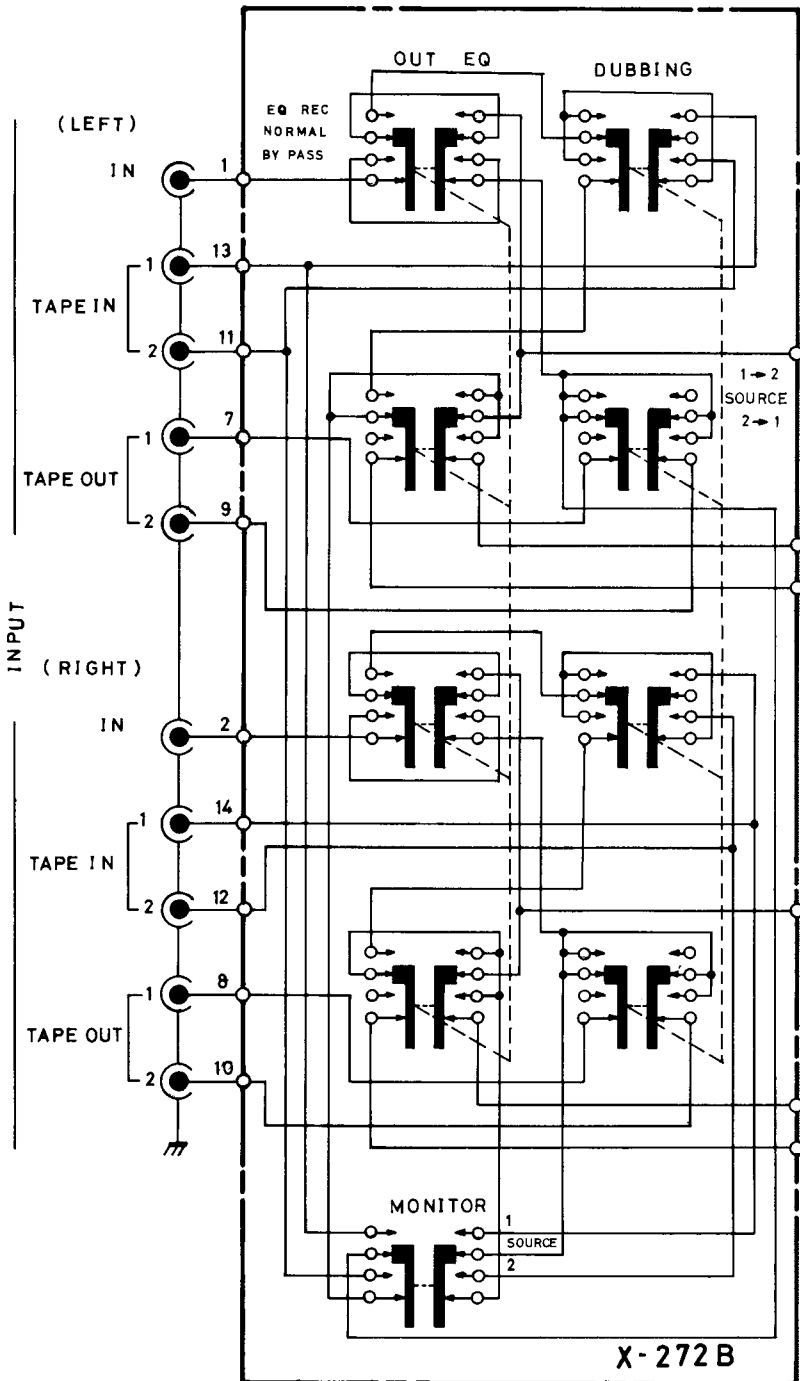 OUT EQ
DUBBING
EQ REC
NORMAL
BY PASS
(LEFT)
IN
1
13
1
TAPE IN
11
2
7
1
TAPE OUT
9
2
1→2
SOURCE
2→1
INPUT
(RIGHT)
IN
2
14
1
TAPE IN
12
2
8
1
TAPE OUT
10
2
MONITOR
1
SOURCE
2
X-272B